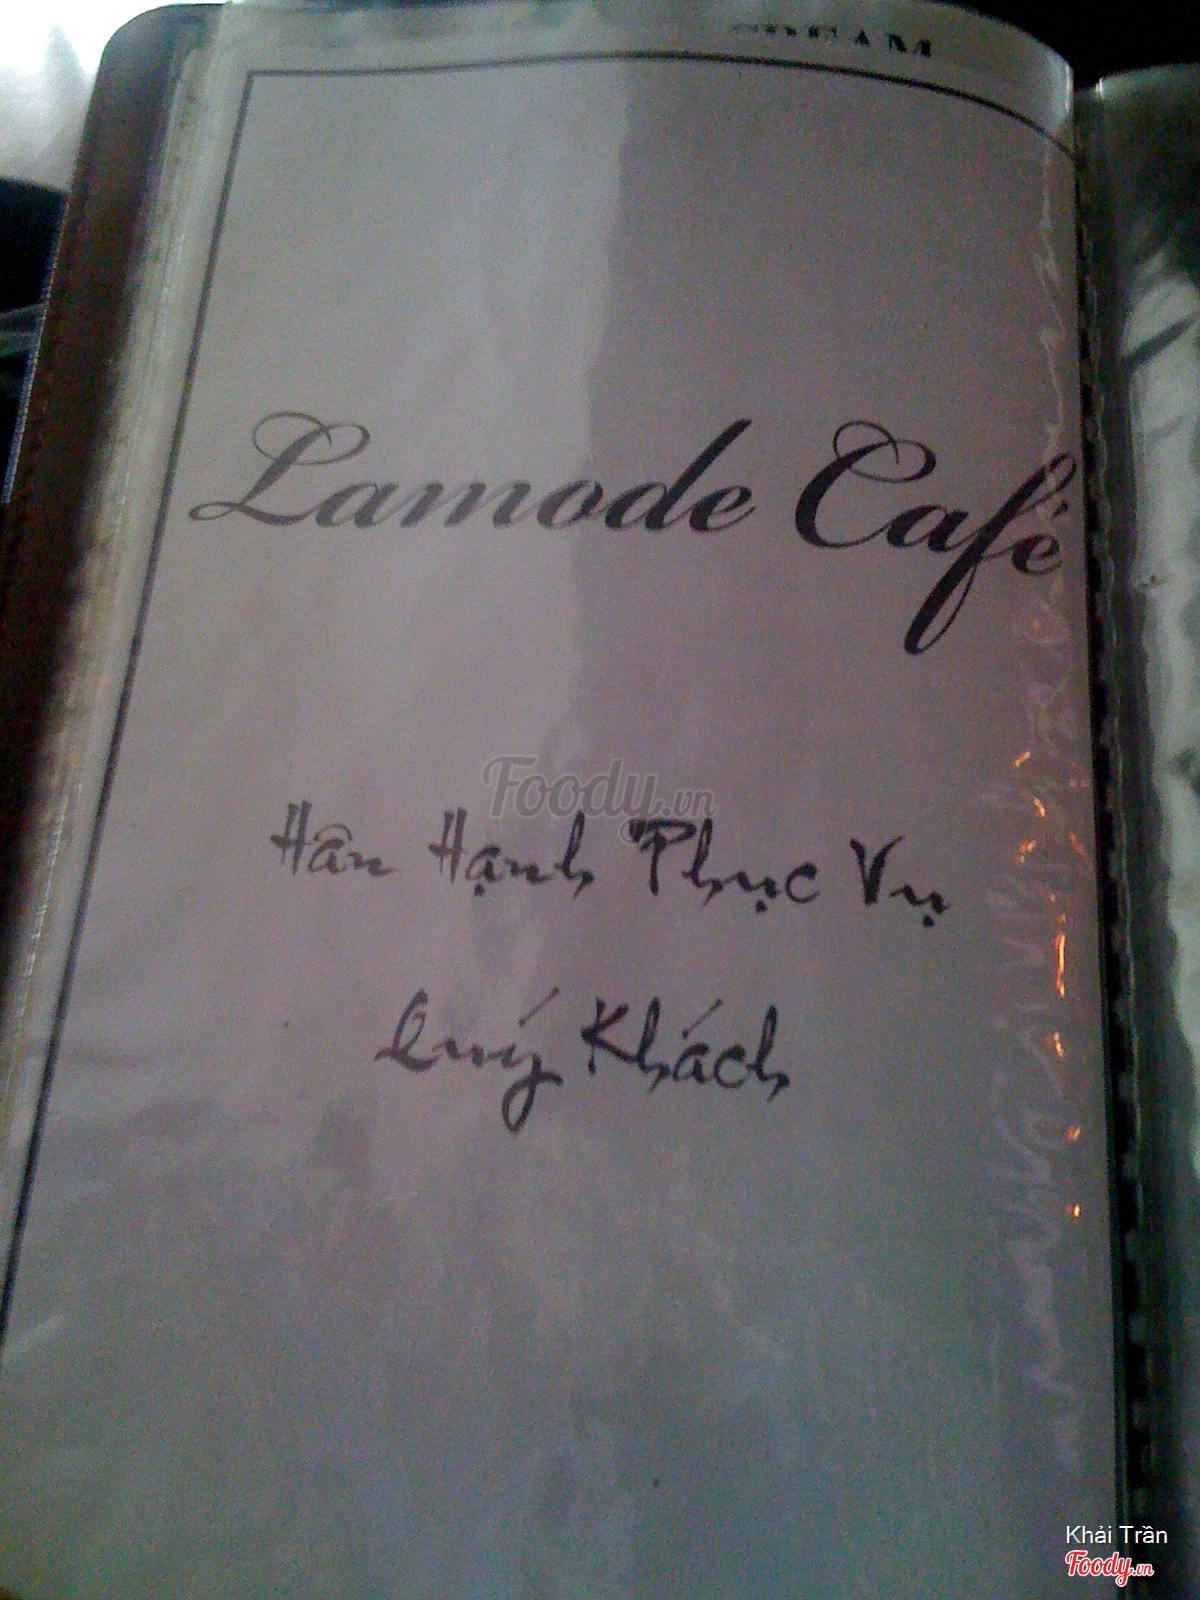 Lamode Café
Foody.vn
Hân Hạnh Phục Vụ
Quý Khách
Khải Trần
Foody.vn